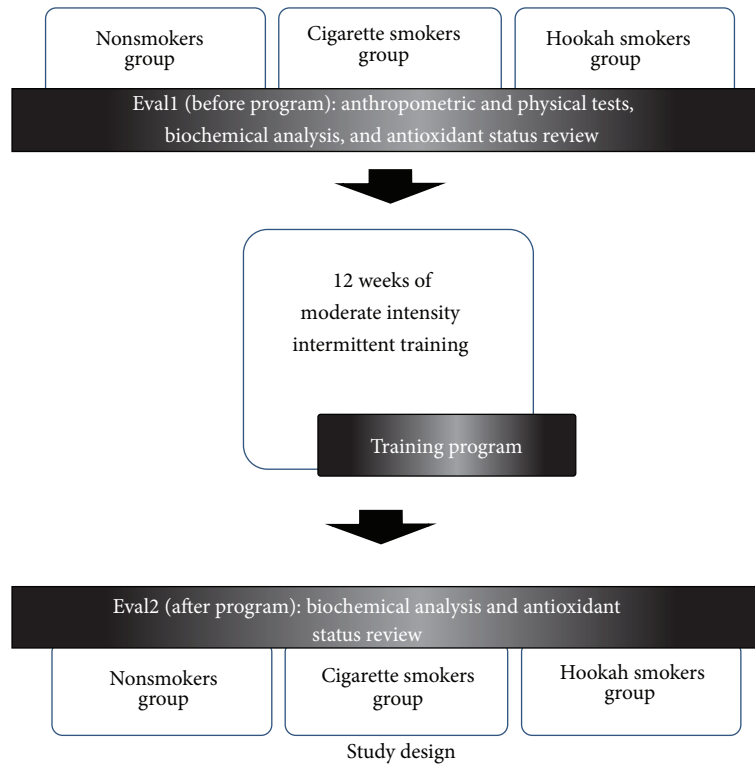 Nonsmokers
group
Cigarette smokers
group
Hookah smokers
group
Eval1 (before program): anthropometric and physical tests,
biochemical analysis, and antioxidant status review
12 weeks of
moderate intensity
intermittent training
Training program
Eval2 (after program): biochemical analysis and antioxidant
status review
Nonsmokers
group
Cigarette smokers
group
Hookah smokers
group
Study design